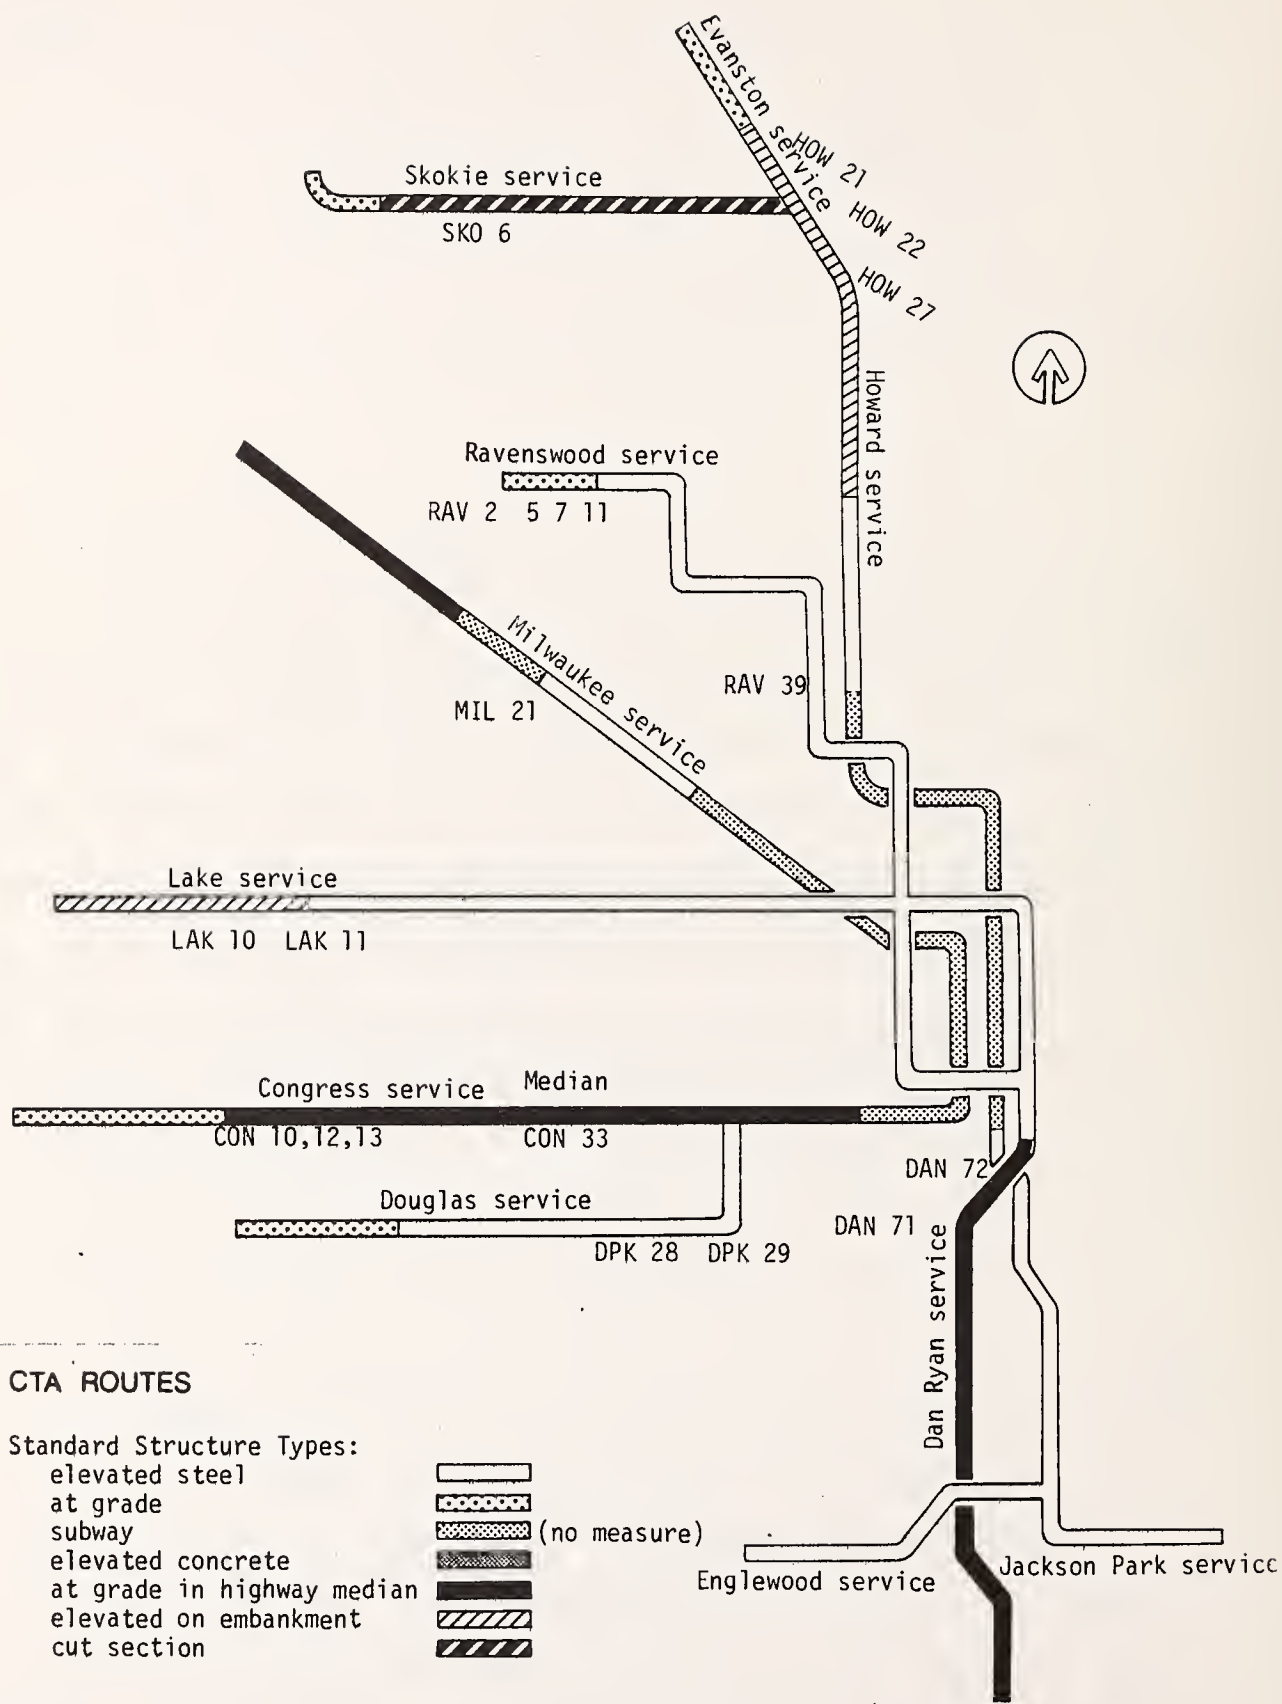 Evanston service
HOW 21
Skokie service
HOW 22
SKO 6
HOW 27
Howard service
Ravenswood service
RAV 2 5 7 11
Milwaukee service
RAV 39
MIL 21
Lake service
LAK 10 LAK 11
Congress service
Median
CON 10,12,13
CON 33
DAN 72
Douglas service
DAN 71
DPK 28 DPK 29
Dan Ryan service
CTA ROUTES
Standard Structure Types:
elevated steel
at grade
subway (no measure)
elevated concrete
at grade in highway median
elevated on embankment
cut section
Englewood service
Jackson Park service